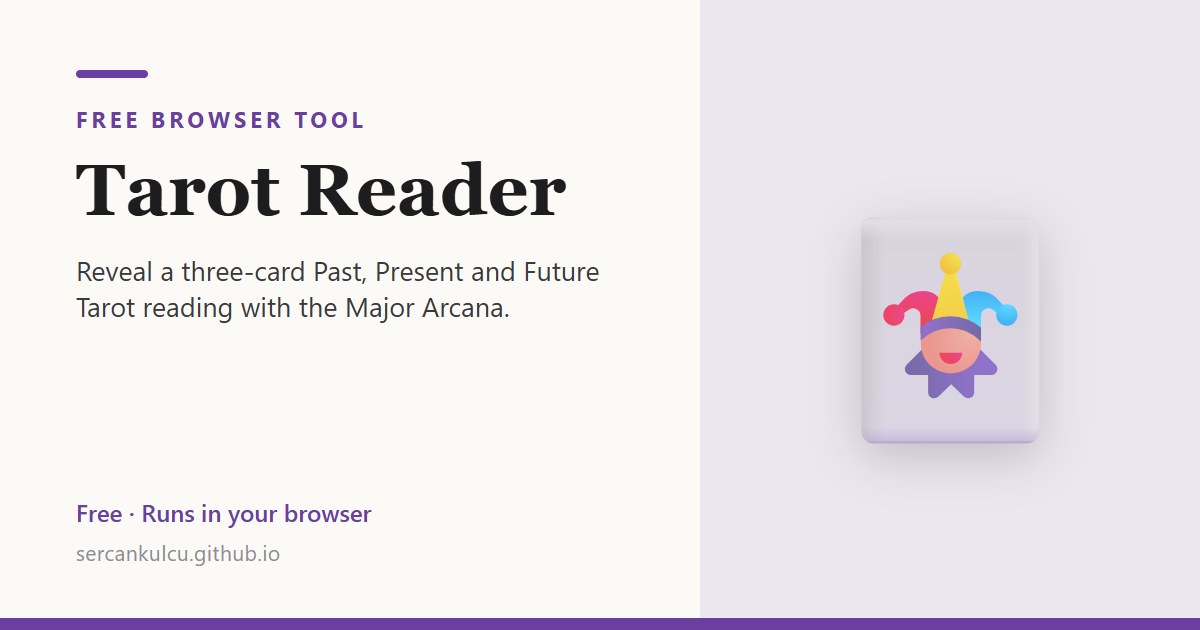 FREE BROWSER TOOL
Tarot Reader
Reveal a three-card Past, Present and Future
Tarot reading with the Major Arcana.
Free · Runs in your browser
sercankulcu.github.io